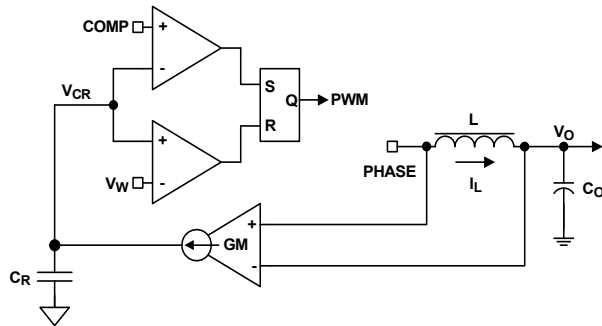 COMP
+
-
VCR
S
Q
PWM
R
+
VW
-
L
VO
PHASE
IL
CO
+
GM
-
CR